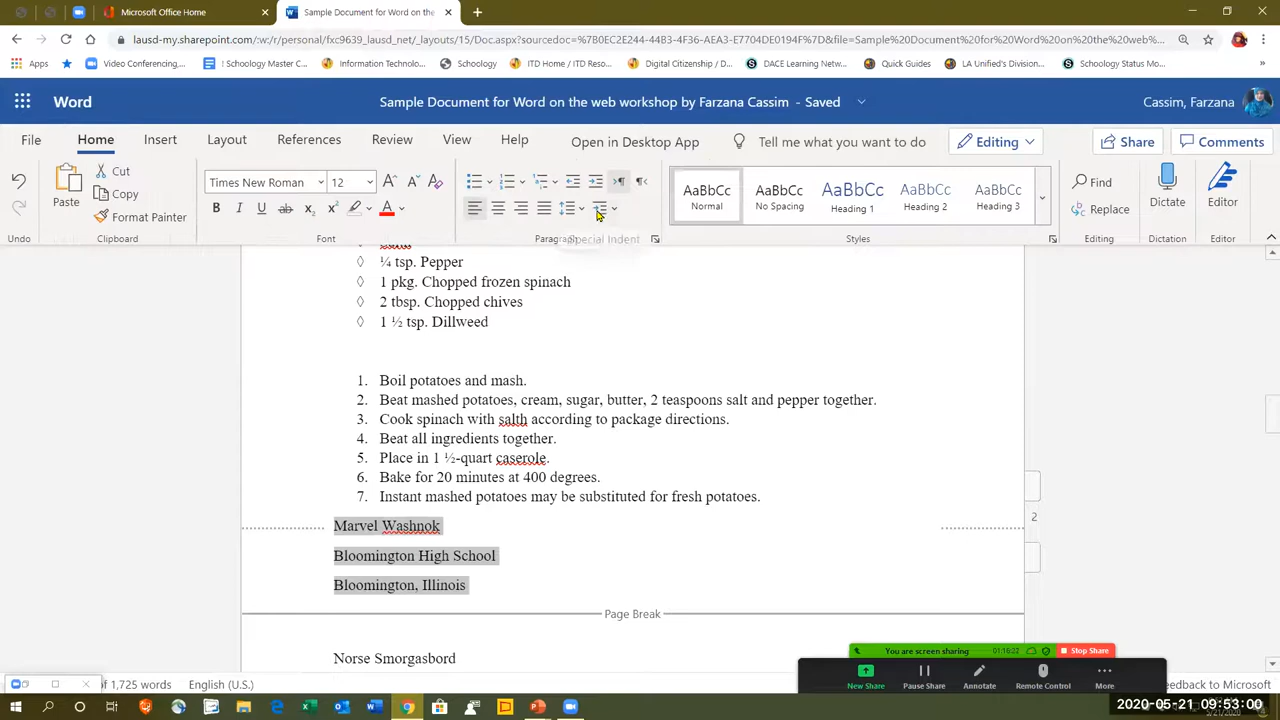 Microsoft Office Home
Sample Document for Word on the
lausd-my.sharepoint.com/:w:/r/personal/fxc9639_lausd_net/_layouts/15/Doc.aspx?sourcedoc=%7B0EC2E244-44B3-4F36-AEA3-E7704DE0194F%7D&file=Sample%20Document%20for%20Word%20on%20the%20web%...
Apps
Video Conferencing,...
! Schoology Master C...
Information Technolo...
Schoology
ITD Home / ITD Reso...
Digital Citizenship / D...
DACE Learning Netw...
Quick Guides
LA Unified's Division...
Schoology Status Mo...
Word
Sample Document for Word on the web workshop by Farzana Cassim - Saved
Cassim, Farzana
File Home Insert Layout References Review View Help Open in Desktop App Tell me what you want to do Editing Share Comments
Paste
Cut
Copy
Format Painter
Times New Roman 12
B I U
AaBbCc Normal
AaBbCc No Spacing
AaBbCc Heading 1
AaBbCc Heading 2
AaBbCc Heading 3
Find
Replace
Dictate
Editor
Undo Clipboard Font Special Indent Styles Editing Dictation Editor
◊ ¼ tsp. Pepper
◊ 1 pkg. Chopped frozen spinach
◊ 2 tbsp. Chopped chives
◊ 1 ½ tsp. Dillweed
1. Boil potatoes and mash.
2. Beat mashed potatoes, cream, sugar, butter, 2 teaspoons salt and pepper together.
3. Cook spinach with salth according to package directions.
4. Beat all ingredients together.
5. Place in 1 ½-quart caserole.
6. Bake for 20 minutes at 400 degrees.
7. Instant mashed potatoes may be substituted for fresh potatoes.
Marvel Washnok
2
Bloomington High School
Bloomington, Illinois
Page Break
Norse Smorgasbord
You are screen sharing 01:16:22 Stop Share
New Share Pause Share Annotate Remote Control More
of 1,725 words English (U.S.)
eedback to Microsoft
2020-05-21 09:53:00